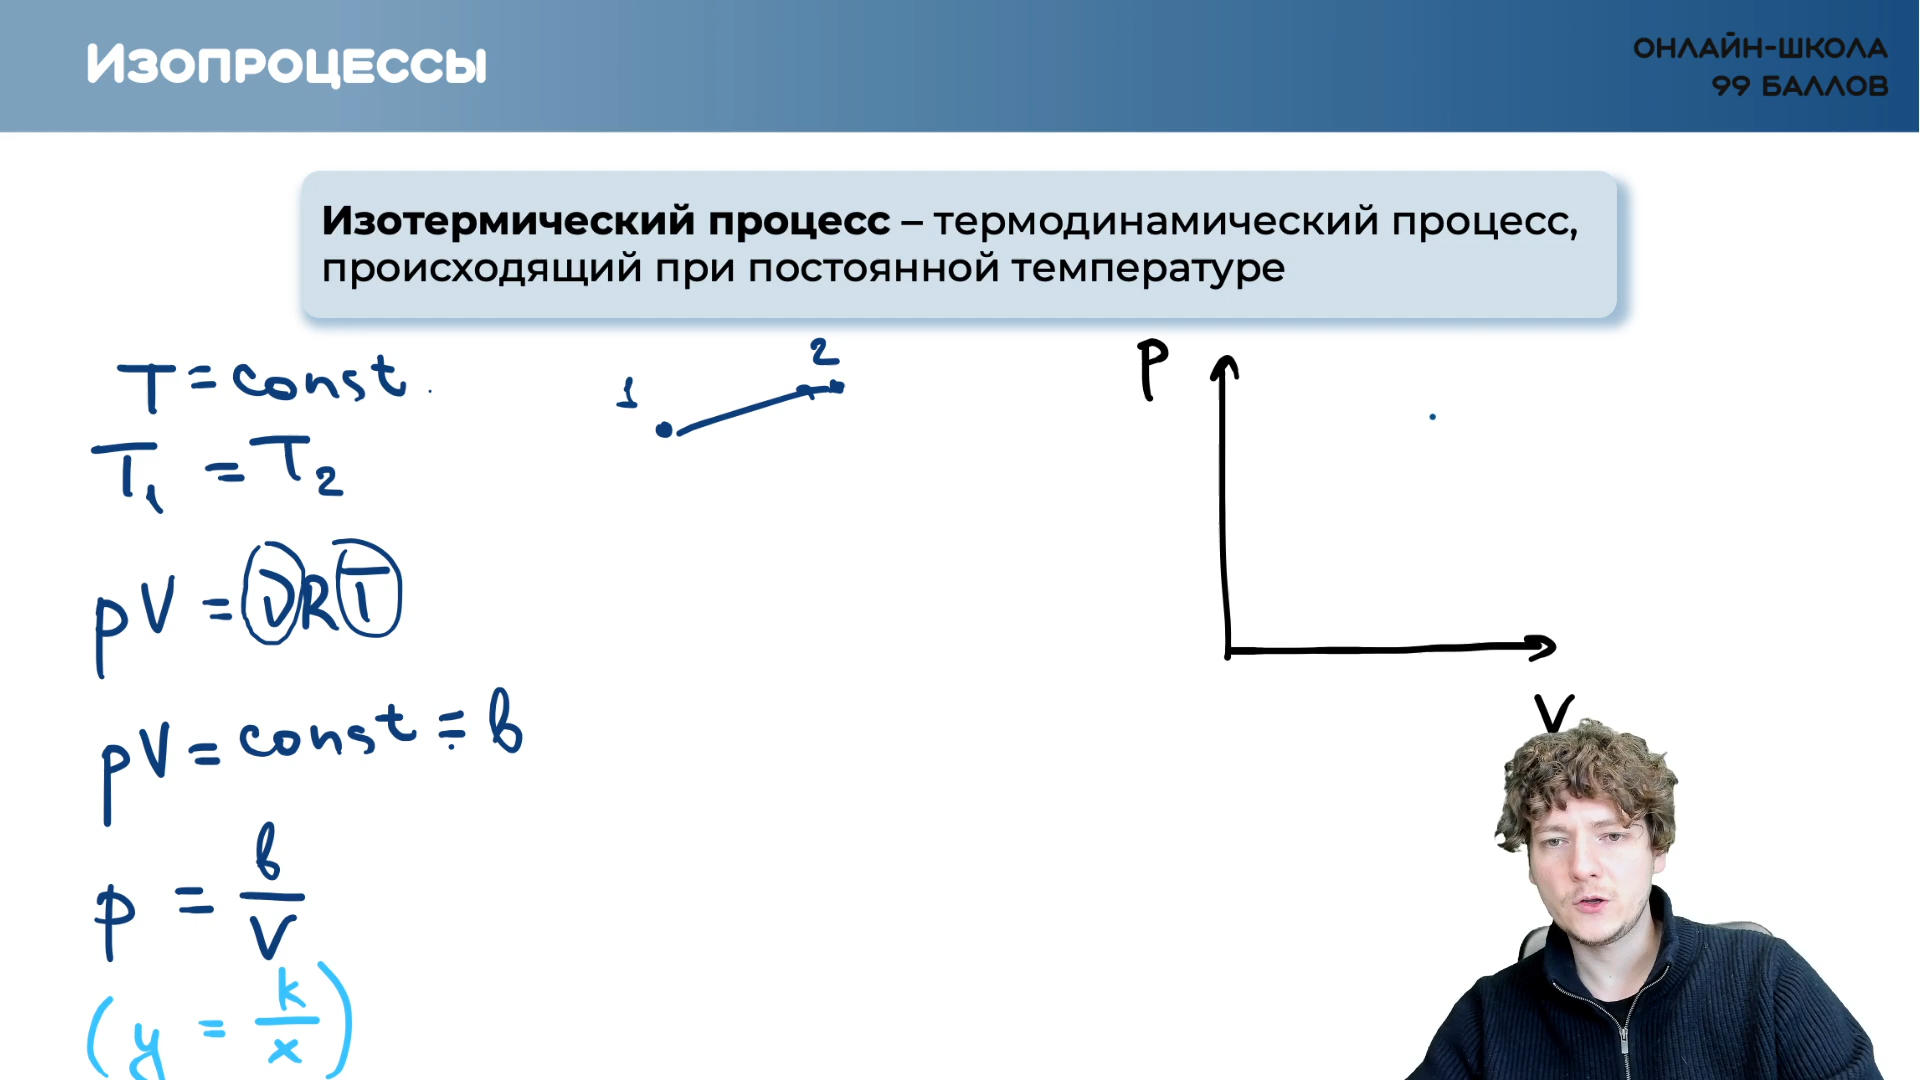 ИЗОПРОЦЕССЫ
ОНЛАЙН-ШКОЛА
99 БАЛЛОВ
Изотермический процесс – термодинамический процесс,
происходящий при постоянной температуре
T = const.
T₁ = T₂
1 2
pV = νRT
pV = const = b
p = b/V
(y = k/x)
P
V